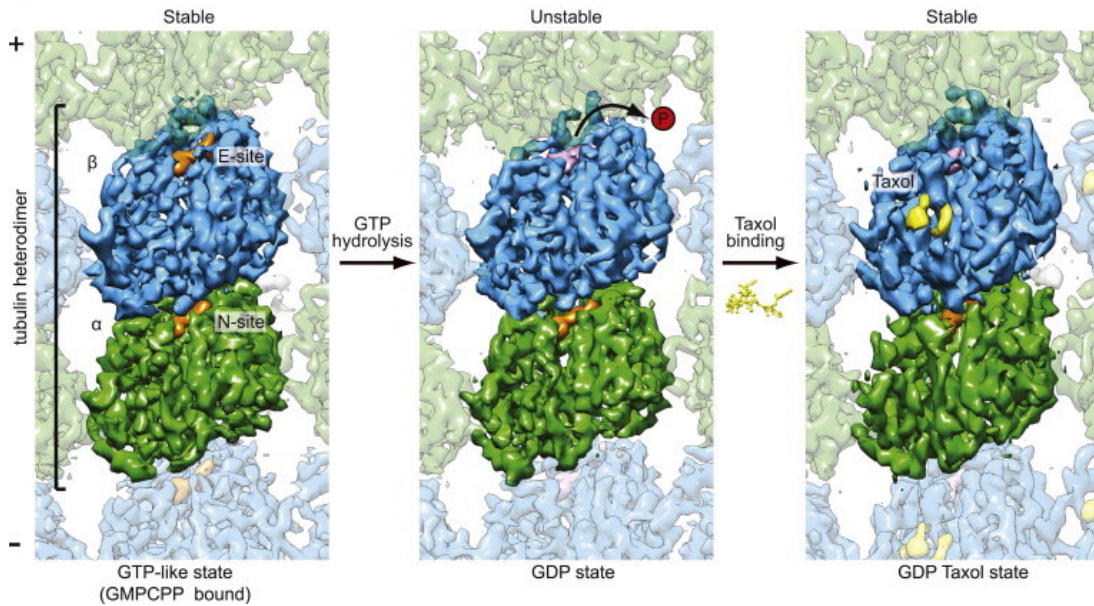 Stable
Unstable
Stable
+
tubulin heterodimer
β
E-site
α
N-site
GTP
hydrolysis
P
Taxol
binding
Taxol
–
GTP-like state
(GMPCPP bound)
GDP state
GDP Taxol state